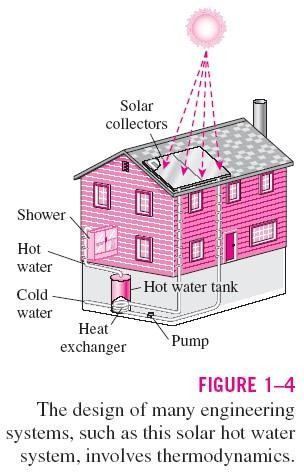 Solar
collectors
Shower
Hot
water
Hot water tank
Cold
water
Heat
exchanger
Pump
FIGURE 1–4
The design of many engineering
systems, such as this solar hot water
system, involves thermodynamics.